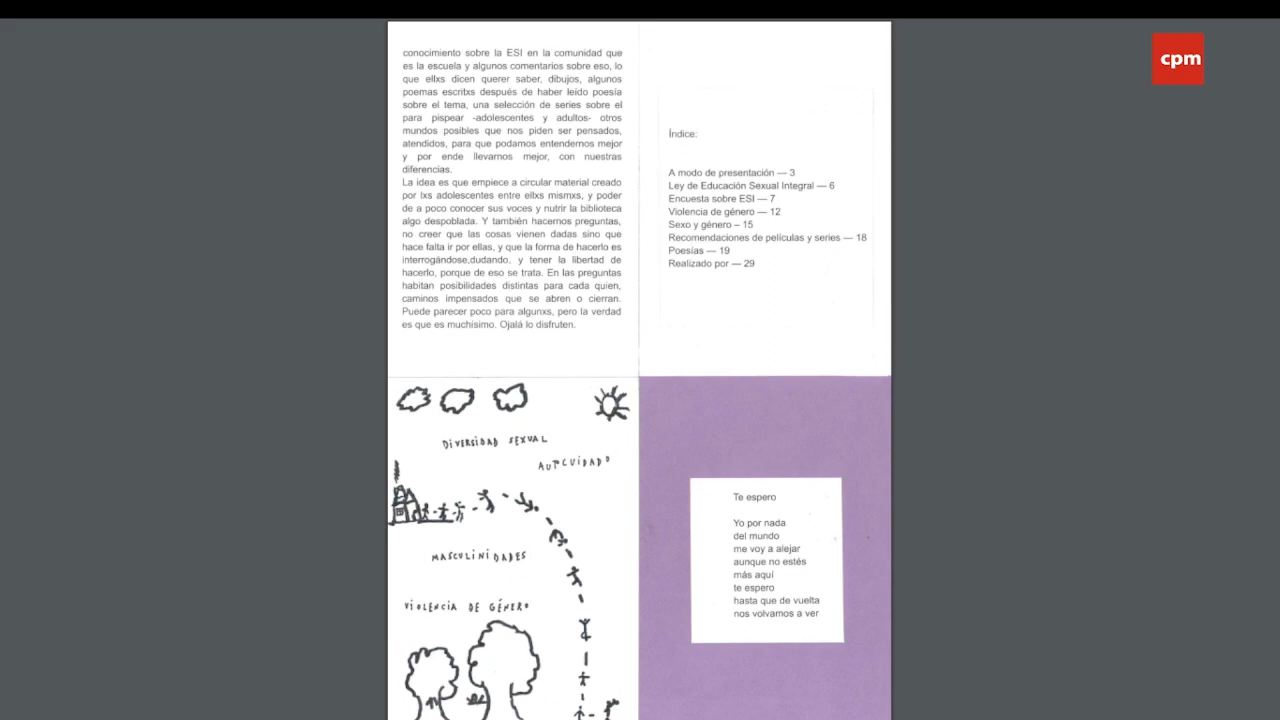 conocimiento sobre la ESI en la comunidad que
es la escuela y algunos comentarios sobre eso, lo
que ellxs dicen querer saber, dibujos, algunos
poemas escritxs después de haber leído poesía
sobre el tema, una selección de series sobre el
para pispear -adolescentes y adultos- otros
mundos posibles que nos piden ser pensados,
atendidos, para que podamos entendernos mejor
y por ende llevarnos mejor, con nuestras
diferencias.
La idea es que empiece a circular material creado
por lxs adolescentes entre ellxs mismxs, y poder
de a poco conocer sus voces y nutrir la biblioteca
algo despoblada. Y también hacernos preguntas,
no creer que las cosas vienen dadas sino que
hace falta ir por ellas, y que la forma de hacerlo es
interrogándose,dudando, y tener la libertad de
hacerlo, porque de eso se trata. En las preguntas
habitan posibilidades distintas para cada quien,
caminos impensados que se abren o cierran.
Puede parecer poco para algunxs, pero la verdad
es que es muchísimo. Ojalá lo disfruten.
Índice:
A modo de presentación — 3
Ley de Educación Sexual Integral — 6
Encuesta sobre ESI — 7
Violencia de género — 12
Sexo y género – 15
Recomendaciones de películas y series — 18
Poesías — 19
Realizado por — 29
DIVERSIDAD SEXUAL
AUTOCUIDADO
MASCULINIDADES
VIOLENCIA DE GÉNERO
Te espero
Yo por nada
del mundo
me voy a alejar
aunque no estés
más aquí
te espero
hasta que de vuelta
nos volvamos a ver
cpm